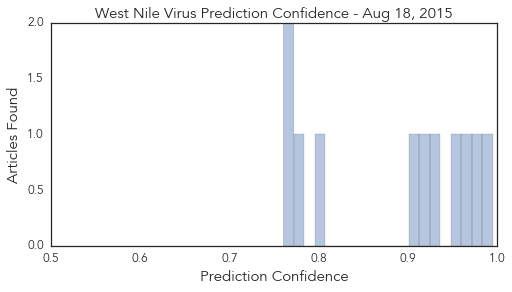 West Nile Virus Prediction Confidence - Aug 18, 2015
2.0
1.5
1.0
0.5
0.0
Articles Found
0.5 0.6 0.7 0.8 0.9 1.0
Prediction Confidence